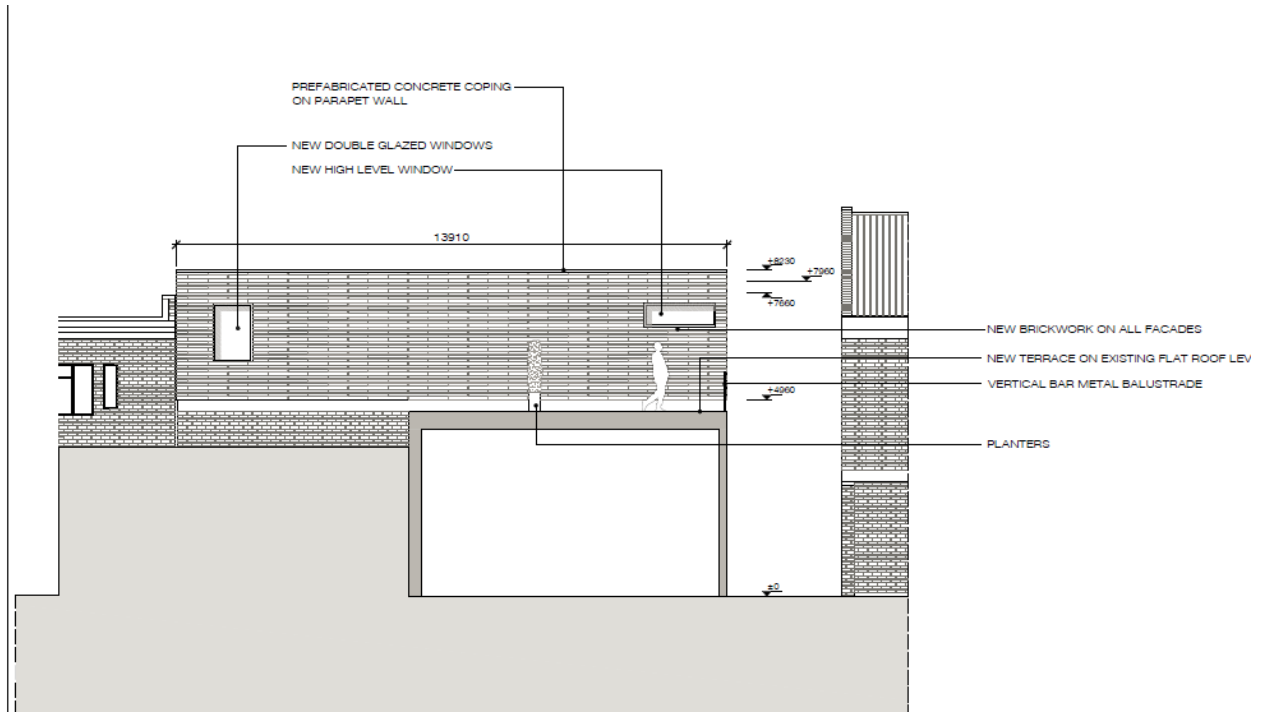 PREFABRICATED CONCRETE COPING
ON PARAPET WALL
NEW DOUBLE GLAZED WINDOWS
NEW HIGH LEVEL WINDOW
13910
+8230
+7960
+7660
NEW BRICKWORK ON ALL FACADES
NEW TERRACE ON EXISTING FLAT ROOF LEV
VERTICAL BAR METAL BALUSTRADE
+4960
PLANTERS
±0